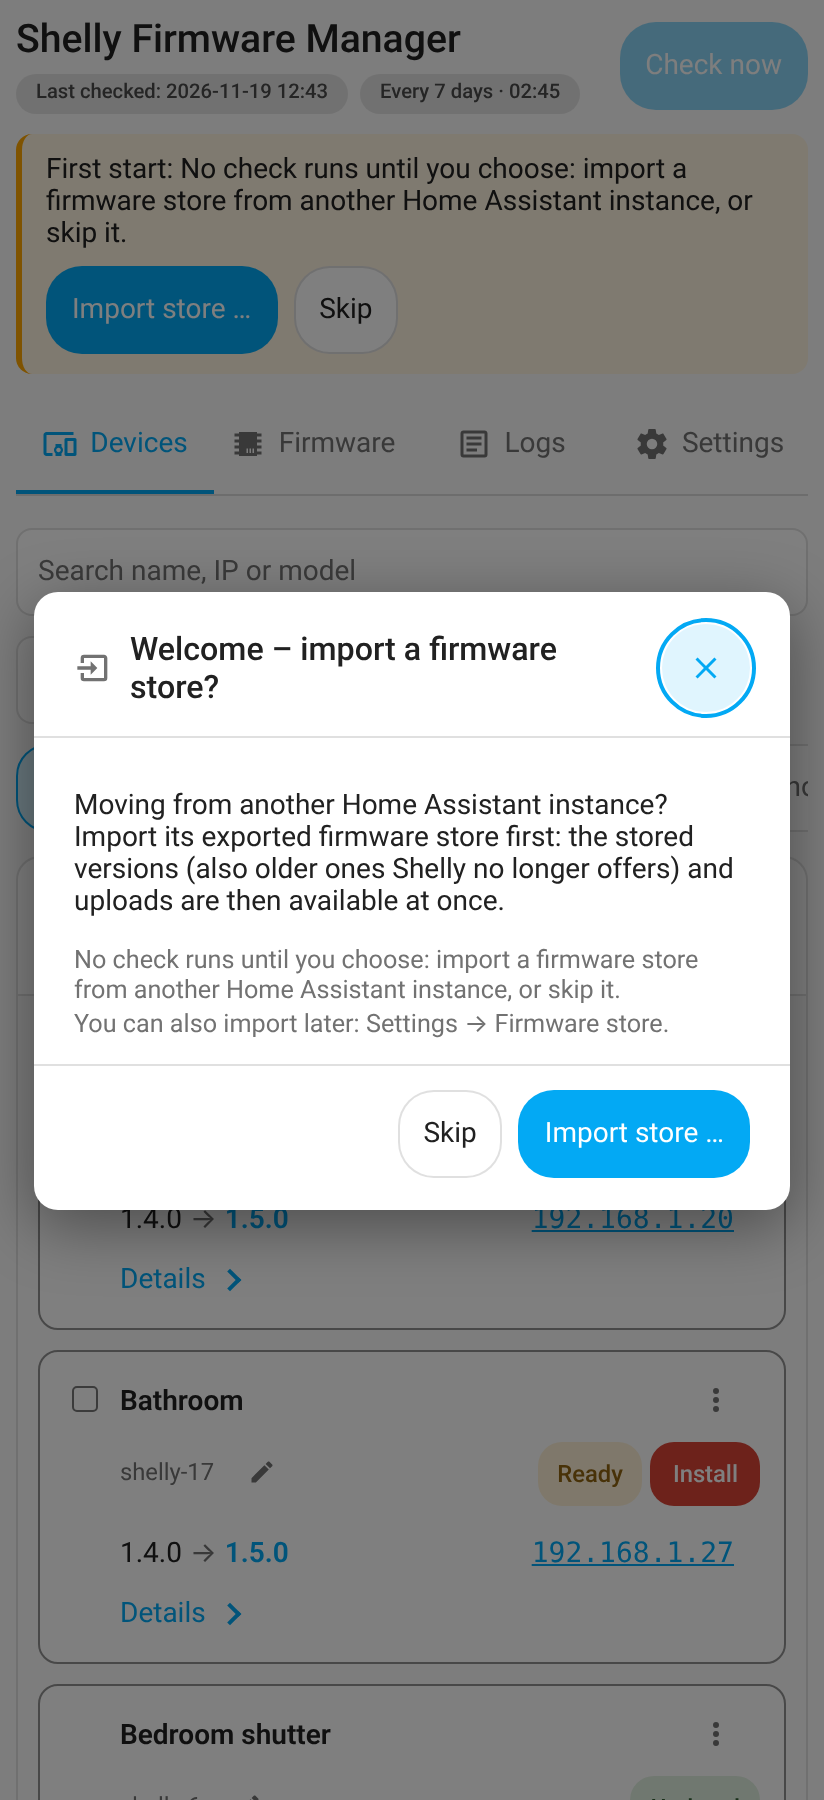 Shelly Firmware Manager
Check now
Last checked: 2026-11-19 12:43
Every 7 days · 02:45
First start: No check runs until you choose: import a
firmware store from another Home Assistant instance, or
skip it.
Import store ...
Skip
Devices
Firmware
Logs
Settings
Search name, IP or model
Welcome – import a firmware
store?
Moving from another Home Assistant instance?
Import its exported firmware store first: the stored
versions (also older ones Shelly no longer offers) and
uploads are then available at once.
No check runs until you choose: import a firmware store
from another Home Assistant instance, or skip it.
You can also import later: Settings → Firmware store.
Skip
Import store ...
1.4.0 → 1.5.0
192.168.1.20
Details
Bathroom
shelly-17
Ready
Install
1.4.0 → 1.5.0
192.168.1.27
Details
Bedroom shutter